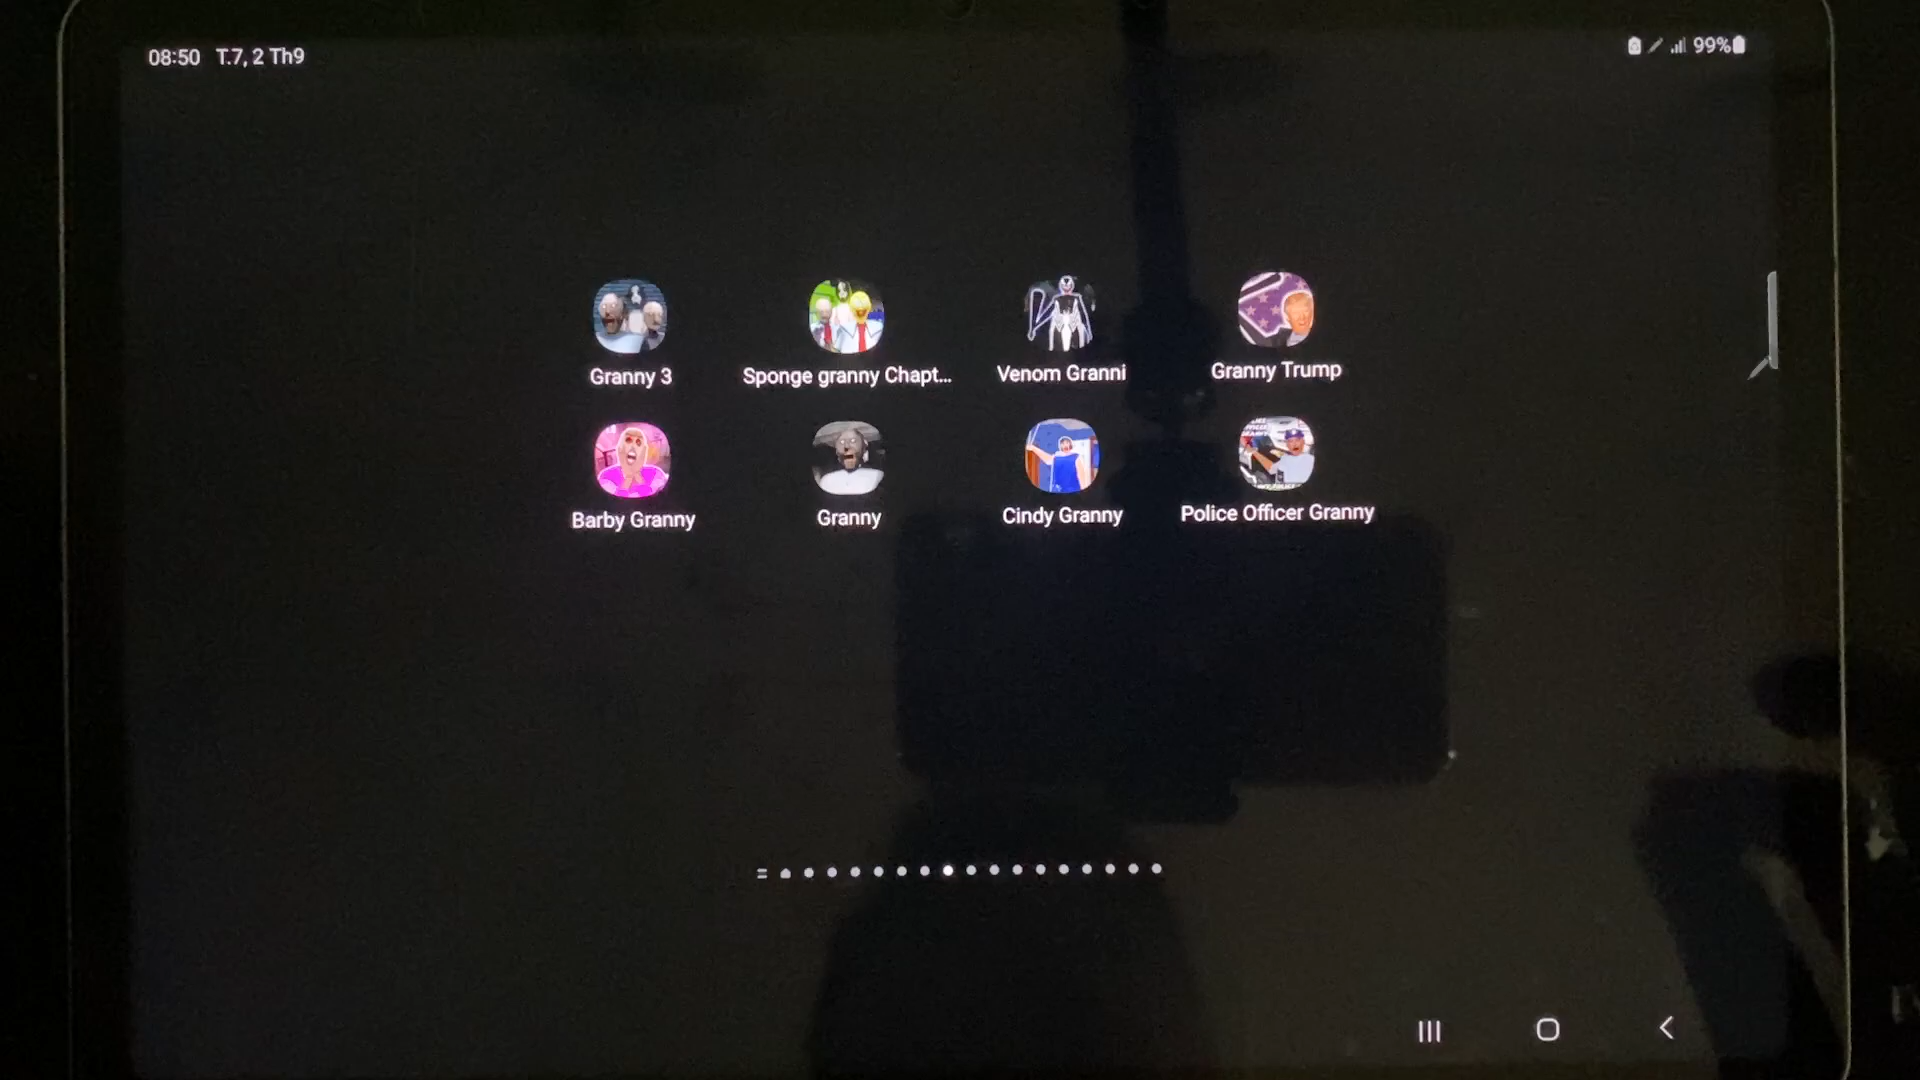 08:50 T.7, 2 Th9
99%
Granny 3
Sponge granny Chapt...
Venom Granni
Granny Trump
Barby Granny
Granny
Cindy Granny
Police Officer Granny